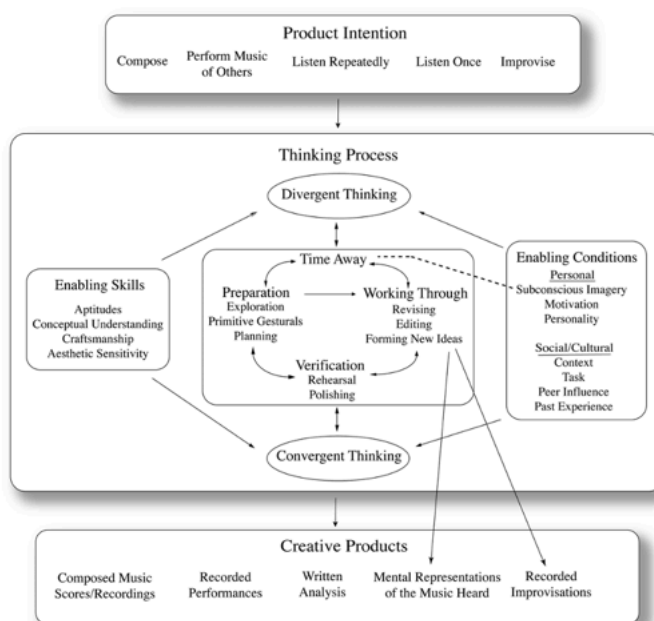 Product Intention
Compose
Perform Music
of Others
Listen Repeatedly
Listen Once
Improvise
Thinking Process
Divergent Thinking
Enabling Skills
Aptitudes
Conceptual Understanding
Craftsmanship
Aesthetic Sensitivity
Time Away
Preparation
Exploration
Primitive Gesturals
Planning
Working Through
Revising
Editing
Forming New Ideas
Verification
Rehearsal
Polishing
Enabling Conditions
Personal
Subconscious Imagery
Motivation
Personality
Social/Cultural
Context
Task
Peer Influence
Past Experience
Convergent Thinking
Creative Products
Composed Music
Scores/Recordings
Recorded
Performances
Written
Analysis
Mental Representations
of the Music Heard
Recorded
Improvisations